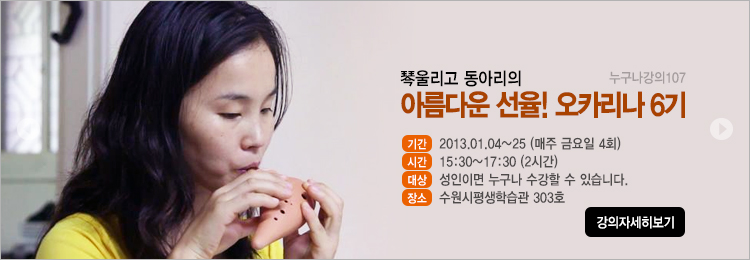 琴울리고 동아리의
누구나강의107
아름다운 선율! 오카리나 6기
기간 2013.01.04~25 (매주 금요일 4회)
시간 15:30~17:30 (2시간)
대상 성인이면 누구나 수강할 수 있습니다.
장소 수원시평생학습관 303호
강의자세히보기